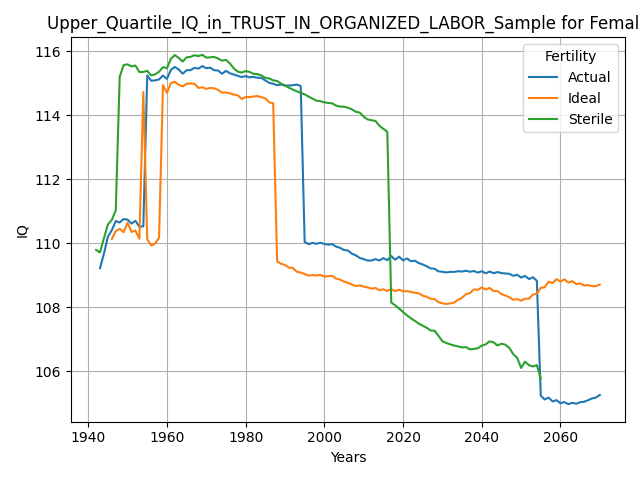 Upper_Quartile_IQ_in_TRUST_IN_ORGANIZED_LABOR_Sample for Femal
116
114
112
110
108
106
IQ
1940
1960
1980
2000
2020
2040
2060
Years
Fertility
Actual
Ideal
Sterile